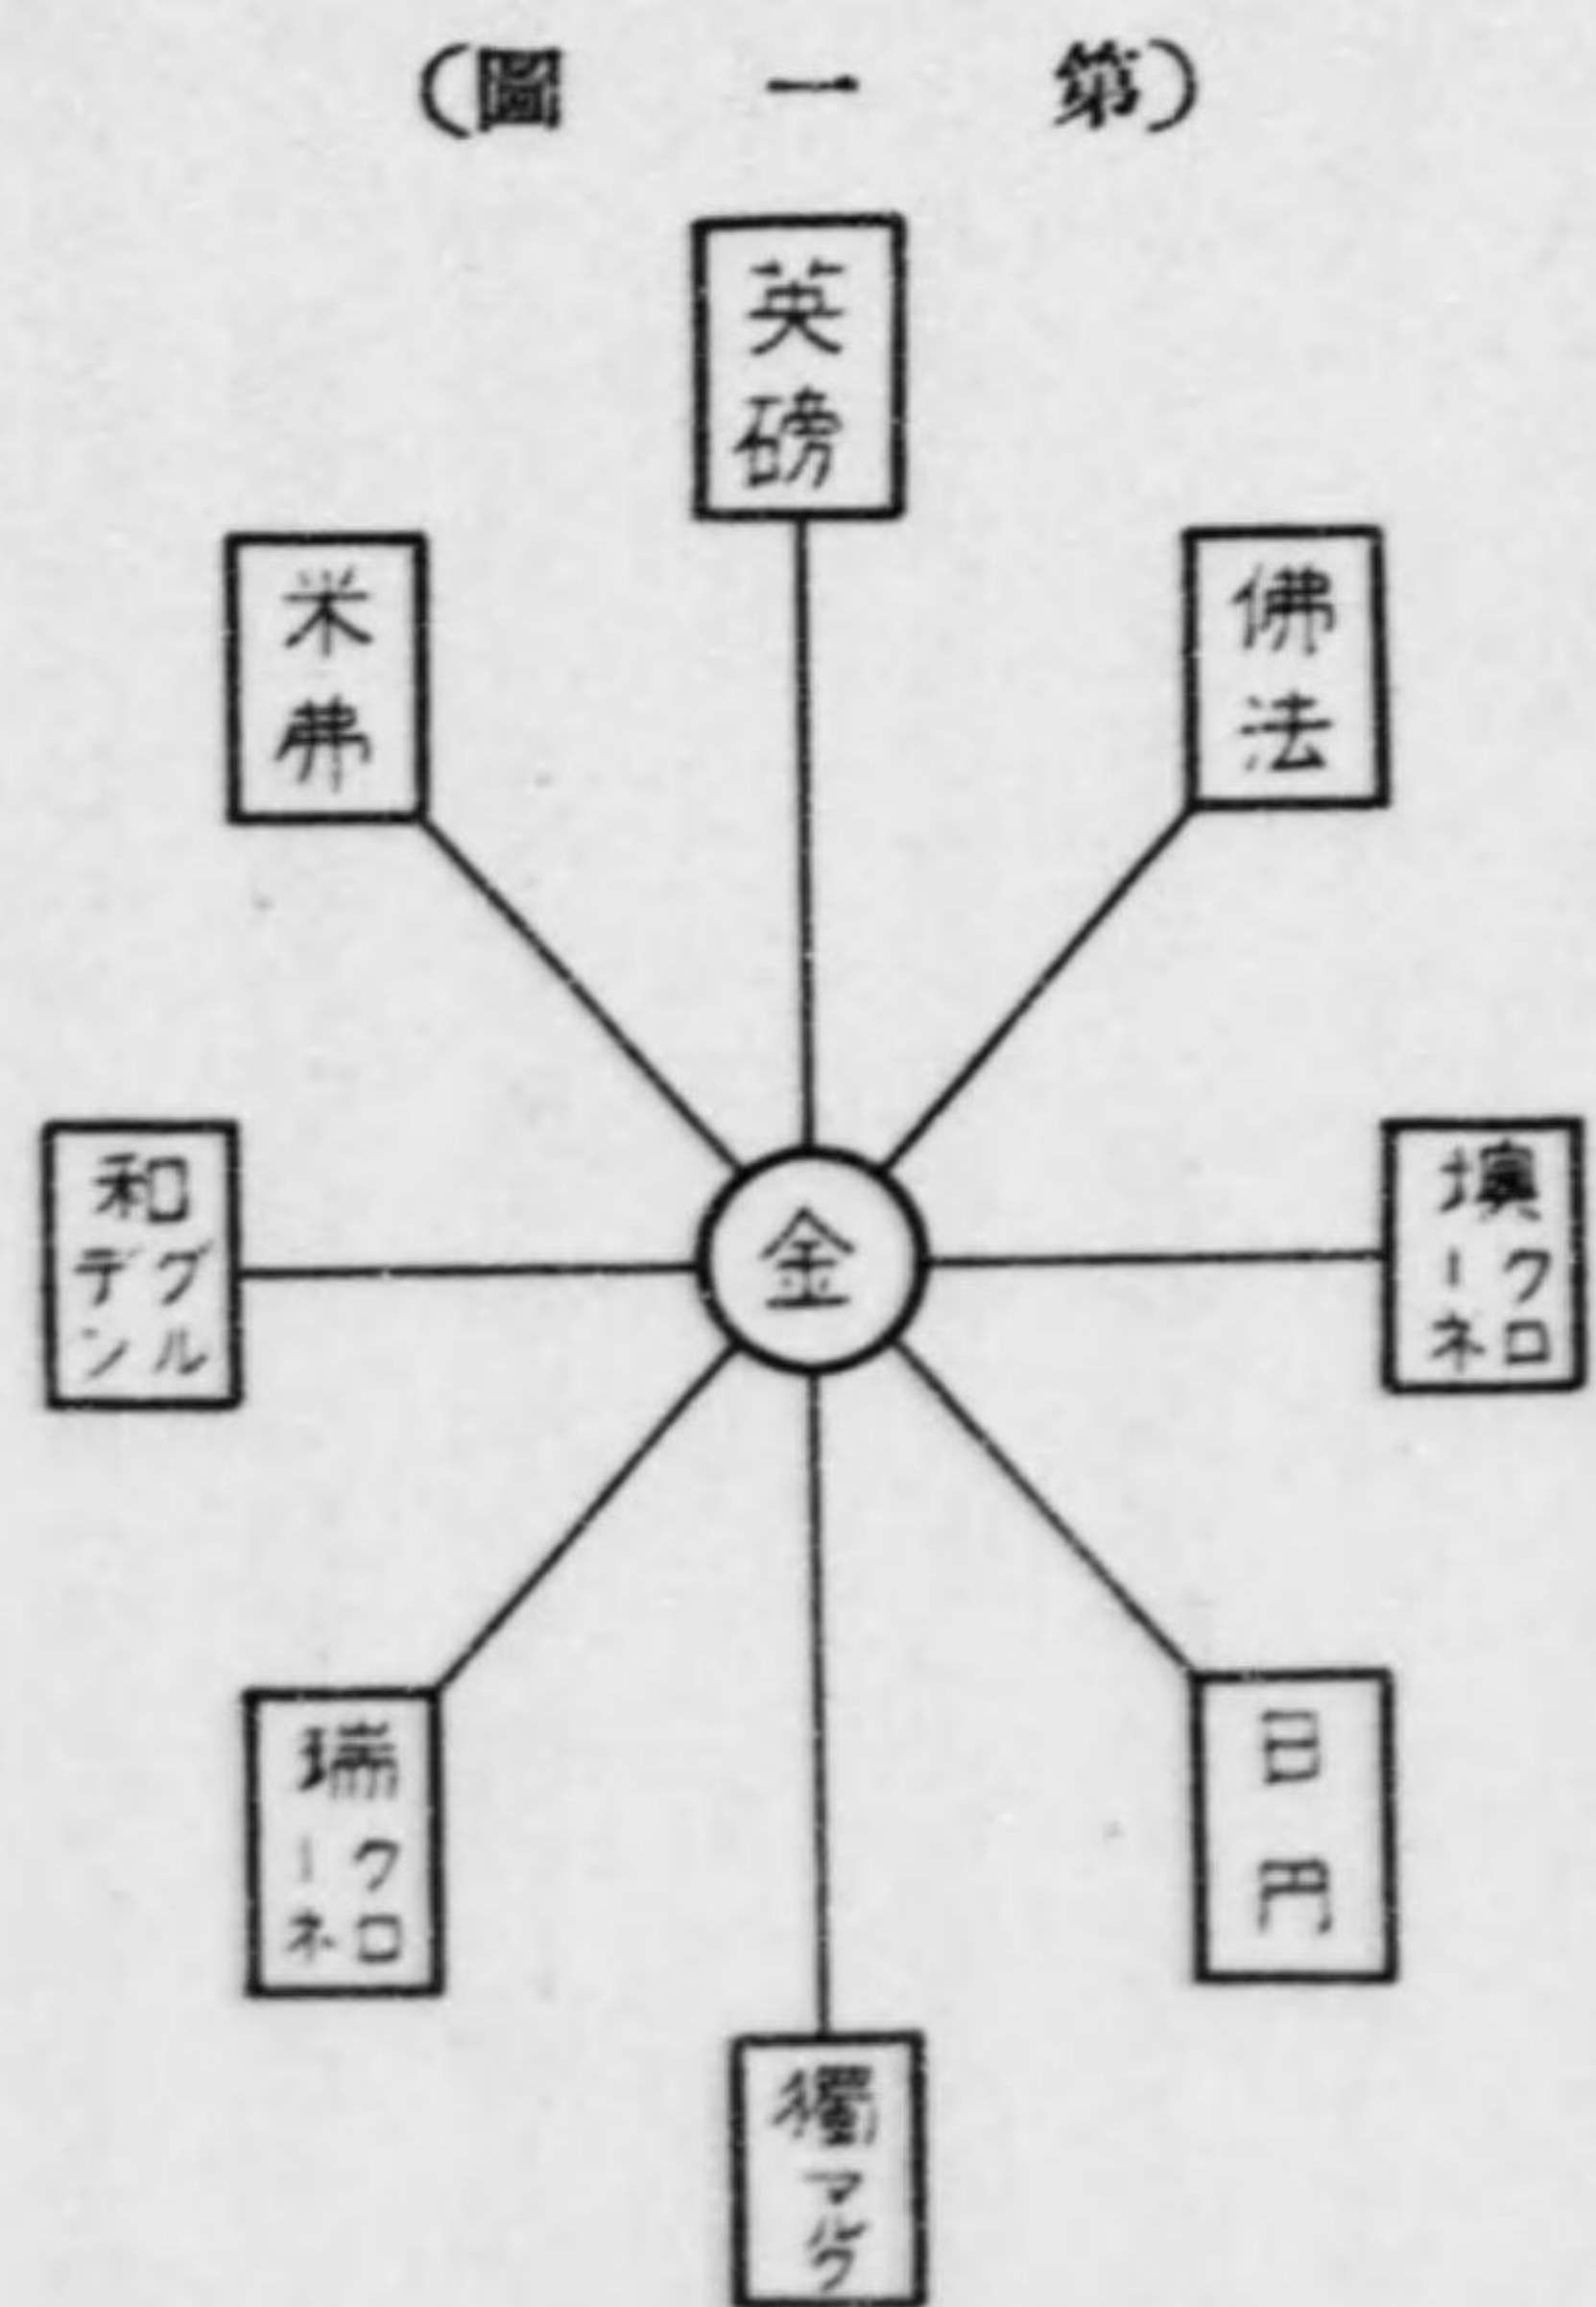 (第一圖)
英磅
佛法
米弗
金
墺
クロ
ーネ
和
グル
デン
日円
瑞
クロ
ーネ
獨マルク